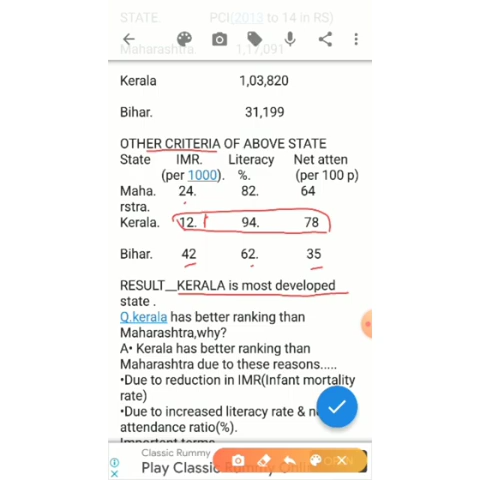 STATE PCI(2013 to 14 in RS)
Maharashtra. 1,17,091
Kerala 1,03,820
Bihar. 31,199
OTHER CRITERIA OF ABOVE STATE
State IMR. Literacy Net atten
(per 1000). %. (per 100 p)
Maha. 24. 82. 64
rstra.
Kerala. 12. 94. 78
Bihar. 42 62. 35
RESULT__KERALA is most developed
state .
Q.kerala has better ranking than
Maharashtra,why?
A• Kerala has better ranking than
Maharashtra due to these reasons.....
•Due to reduction in IMR(Infant mortality
rate)
•Due to increased literacy rate &
attendance ratio(%).
Important terms
Classic Rummy
Play Classic Rummy